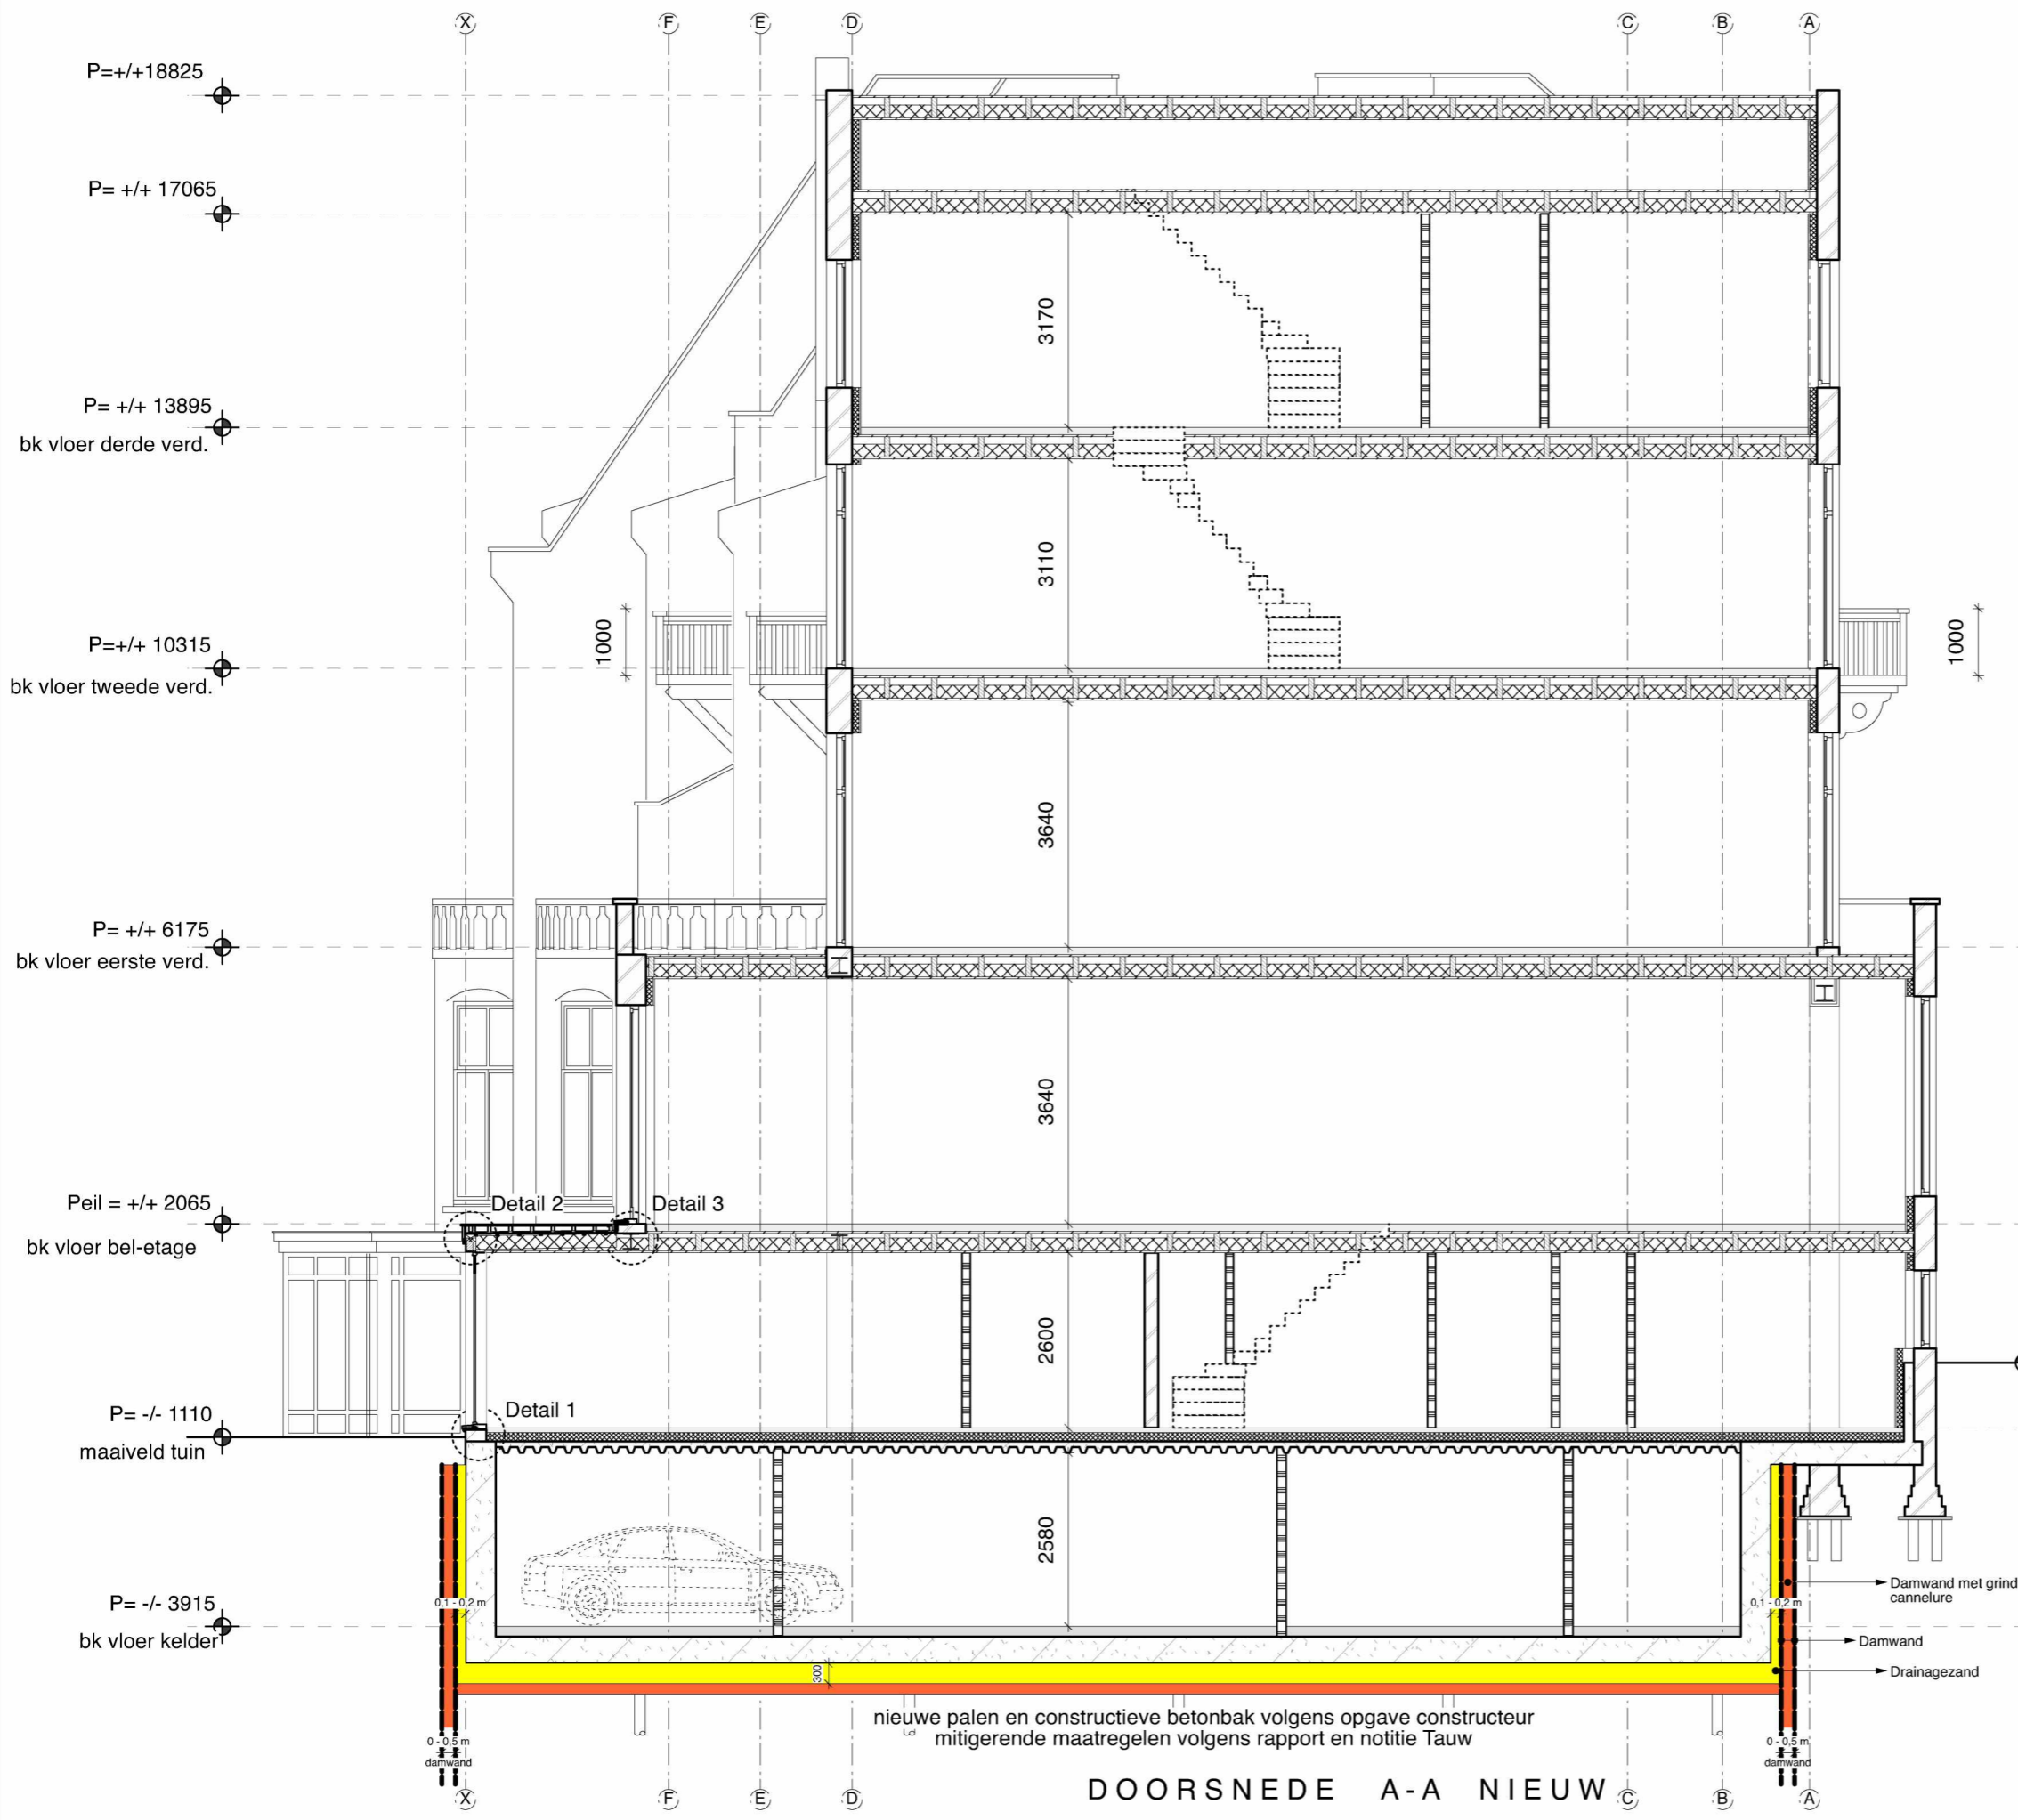 X F E D C B A
P=+/+18825
P= +/+ 17065
3170
P= +/+ 13895
bk vloer derde verd.
3110
1000
1000
P=+/+ 10315
bk vloer tweede verd.
3640
P= +/+ 6175
bk vloer eerste verd.
3640
Peil = +/+ 2065
bk vloer bel-etage
Detail 2
Detail 3
2600
P= -/- 1110
maaiveld tuin
Detail 1
2580
P= -/- 3915
bk vloer kelder
0,1 - 0,2 m
0,1 - 0,2 m
Damwand met grind
cannelure
Damwand
Drainagezand
300
nieuwe palen en constructieve betonbak volgens opgave constructeur
mitigerende maatregelen volgens rapport en notitie Tauw
0 - 0,5 m
damwand
0 - 0,5 m
damwand
DOORSNEDE A-A NIEUW
X F E D C B A